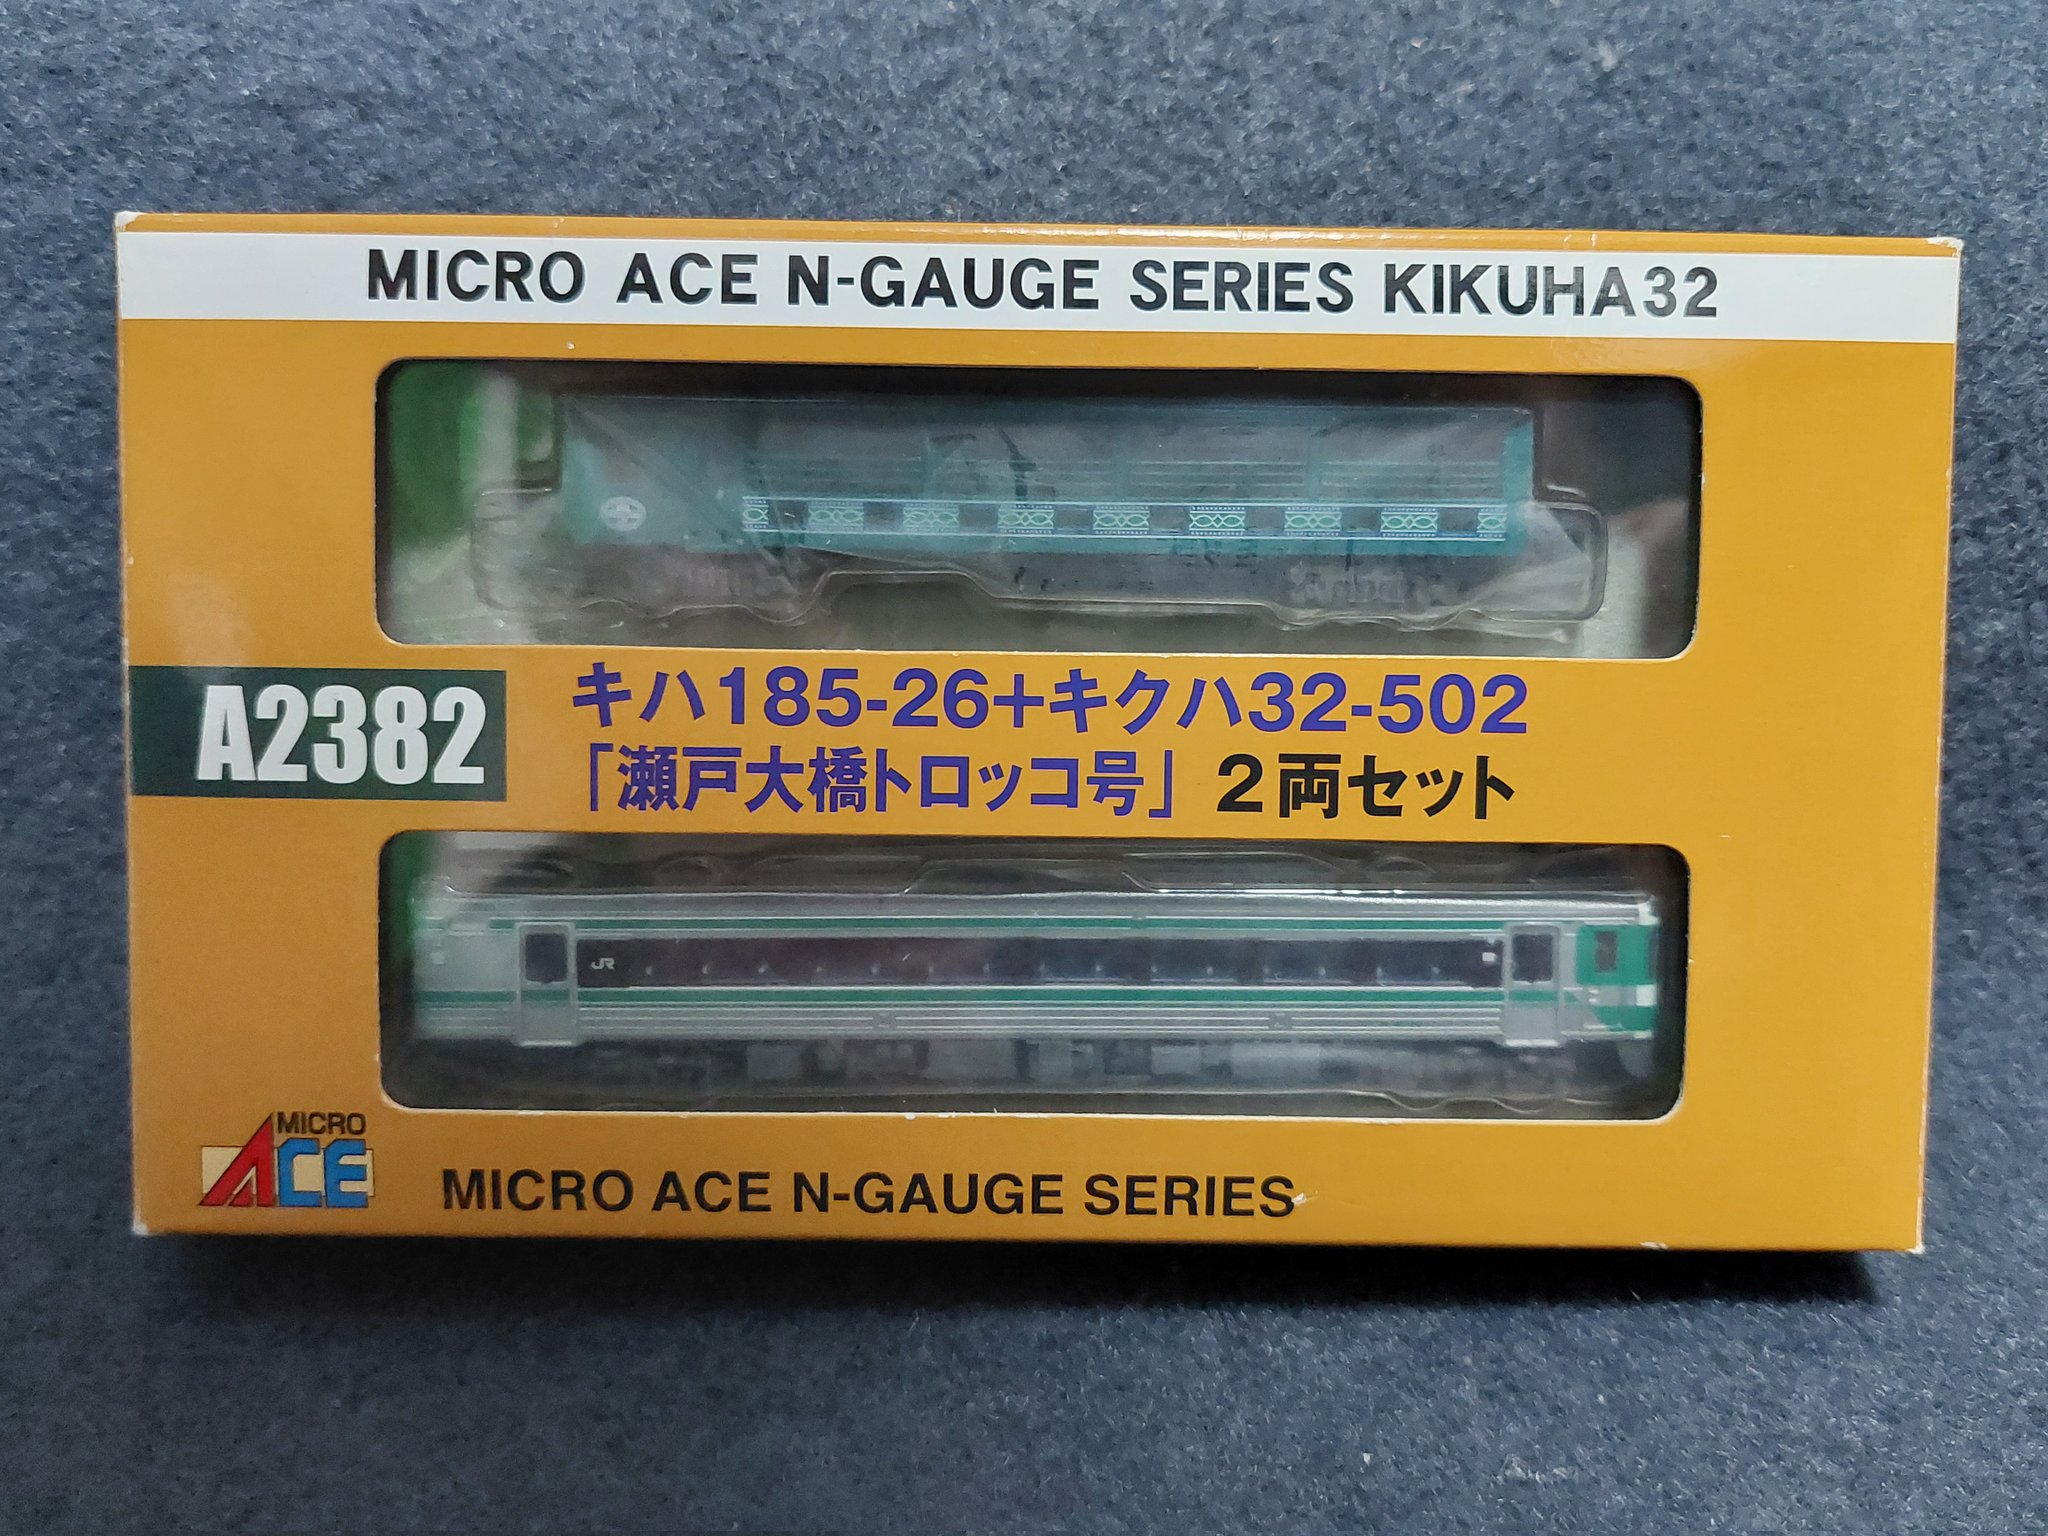 MICRO ACE N-GAUGE SERIES KIKUHA32
A2382
キハ185-26+キクハ32-502
「瀬戸大橋トロッコ号」2両セット
JR
MICRO
ACE
MICRO ACE N-GAUGE SERIES